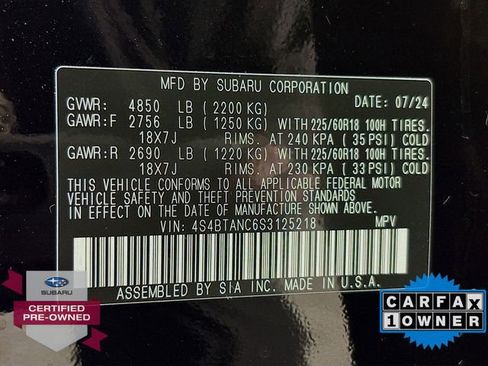 MFD BY SUBARU CORPORATION
GVWR: 4850 LB (2200 KG) DATE: 07/24
GAWR:F 2756 LB (1250 KG) WITH 225/60R18 100H TIRES.
18X7J RIMS. AT 240 KPA (35 PSI) COLD
GAWR:R 2690 LB (1220 KG) WITH 225/60R18 100H TIRES.
18X7J RIMS. AT 230 KPA (33 PSI) COLD
THIS VEHICLE CONFORMS TO ALL APPLICABLE FEDERAL MOTOR
VEHICLE SAFETY AND THEFT PREVENTION STANDARDS
IN EFFECT ON THE DATE OF MANUFACTURE SHOWN ABOVE.
VIN: 4S4BTANC6S3125218 MPV
ASSEMBLED BY SIA INC. MADE IN U.S.A.
SUBARU
CERTIFIED
PRE-OWNED
CARFAX
1 OWNER